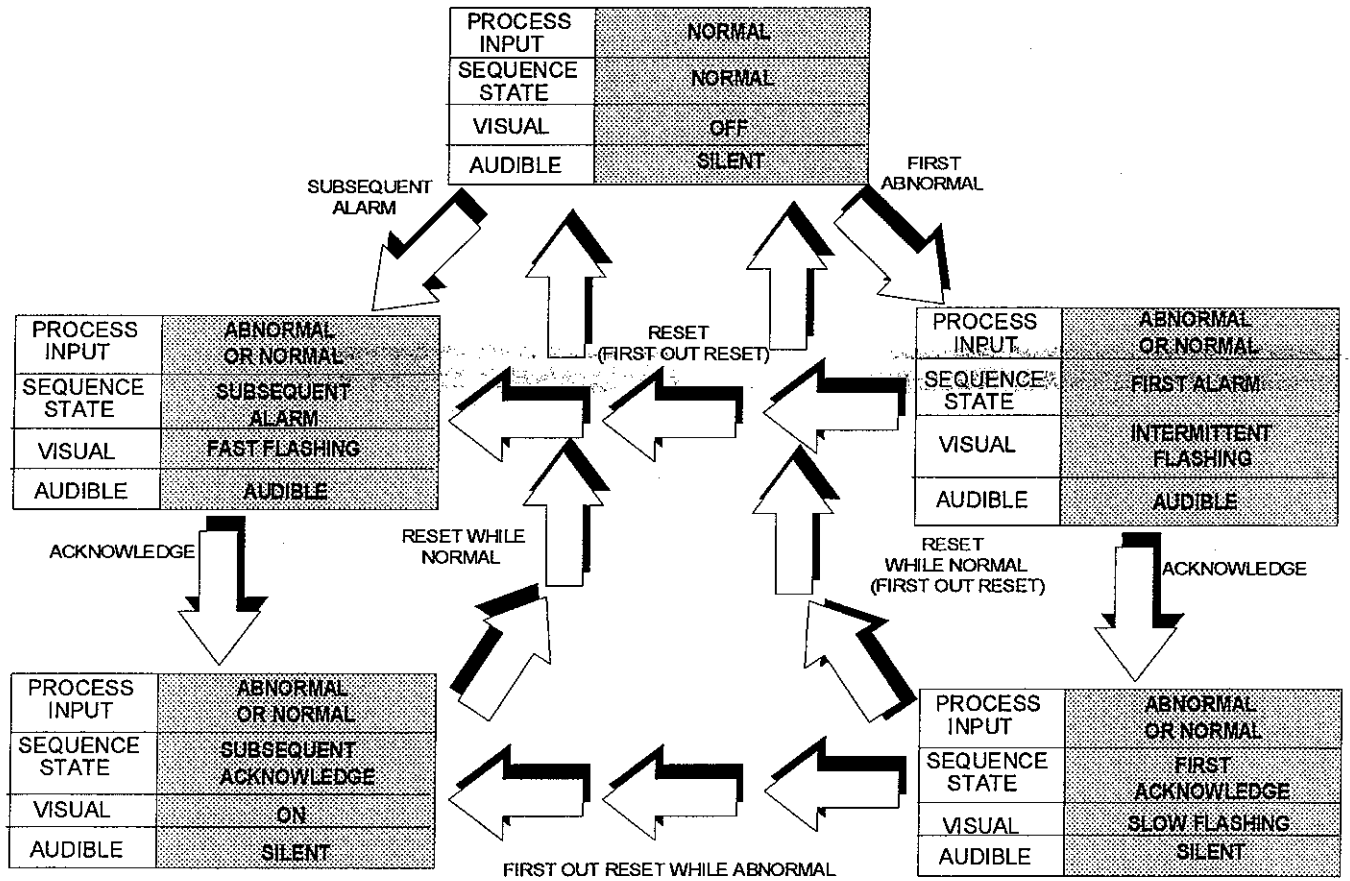 PROCESS
INPUT
NORMAL
SEQUENCE
STATE
NORMAL
VISUAL
OFF
AUDIBLE
SILENT
SUBSEQUENT
ALARM
FIRST
ABNORMAL
PROCESS
INPUT
ABNORMAL
OR NORMAL
SEQUENCE
STATE
SUBSEQUENT
ALARM
VISUAL
FAST FLASHING
AUDIBLE
AUDIBLE
RESET
(FIRST OUT RESET)
PROCESS
INPUT
ABNORMAL
OR NORMAL
SEQUENCE
STATE
FIRST ALARM
VISUAL
INTERMITTENT
FLASHING
AUDIBLE
AUDIBLE
ACKNOWLEDGE
RESET WHILE
NORMAL
RESET
WHILE NORMAL
(FIRST OUT RESET)
ACKNOWLEDGE
PROCESS
INPUT
ABNORMAL
OR NORMAL
SEQUENCE
STATE
SUBSEQUENT
ACKNOWLEDGE
VISUAL
ON
AUDIBLE
SILENT
PROCESS
INPUT
ABNORMAL
OR NORMAL
SEQUENCE
STATE
FIRST
ACKNOWLEDGE
VISUAL
SLOW FLASHING
AUDIBLE
SILENT
FIRST OUT RESET WHILE ABNORMAL